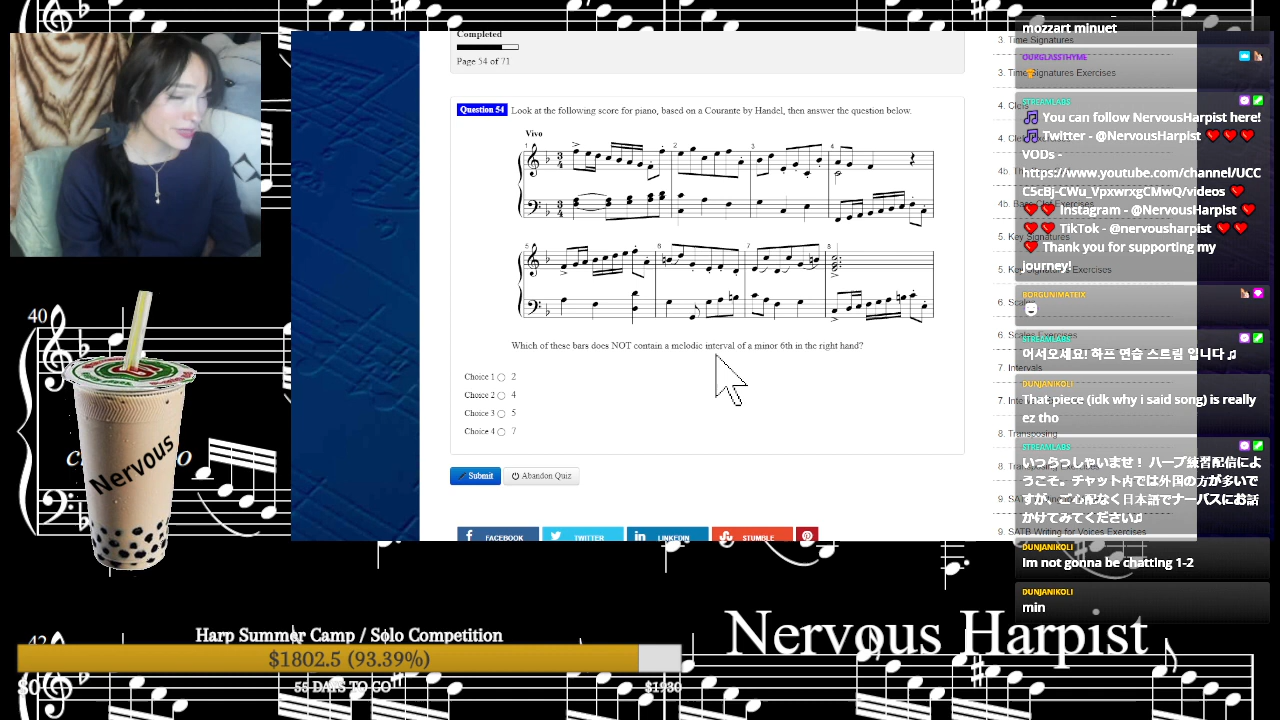 Completed
Page 54 of 71
Question 54 Look at the following score for piano, based on a Courante by Handel, then answer the question below.
Vivo
1
2
3
4
5
6
7
8
Which of these bars does NOT contain a melodic interval of a minor 6th in the right hand?
Choice 1 2
Choice 2 4
Choice 3 5
Choice 4 7
Submit
Abandon Quiz
FACEBOOK
TWITTER
LINKEDIN
STUMBLE
3. Time Signatures
3. Time Signatures Exercises
4. Clefs
5. Key Signatures
5. Key Signatures Exercises
6. Scales Exercises
7. Intervals
8. Transposing
9. SATB Writing for Voices Exercises
mozzart minuet
OURGLASSTHYME
STREAMLABS
You can follow NervousHarpist here!
Twitter - @NervousHarpist
VODs -
https://www.youtube.com/channel/UCC
C5cBj-CWu_VpxwrxgCMwQ/videos
Instagram - @NervousHarpist
TikTok - @nervousharpist
Thank you for supporting my
journey!
BORGUNIMATEIX
STREAMLABS
어서오세요! 하프 연습 스트림 입니다 ♫
DUNJANIKOLI
That piece (idk why i said song) is really
ez tho
STREAMLABS
いらっしゃいませ！ ハープ練習配信によ
うこそ。チャット内では外国の方が多いで
すが、ご心配なく日本語でナーバスにお話
かけてみてください♫
DUNJANIKOLI
Im not gonna be chatting 1-2
DUNJANIKOLI
min
40
Nervous
42
Harp Summer Camp / Solo Competition
$1802.5 (93.39%)
$0
55 DAYS TO GO
$1930
Nervous Harpist